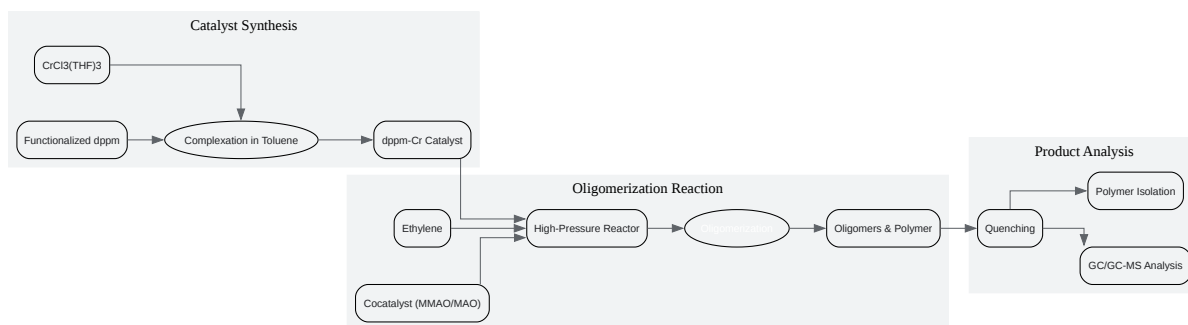 Catalyst Synthesis
CrCl3(THF)3
Functionalized dppm
Complexation in Toluene
dppm-Cr Catalyst
Oligomerization Reaction
Ethylene
Cocatalyst (MMAO/MAO)
High-Pressure Reactor
Oligomerization
Oligomers & Polymer
Product Analysis
Quenching
Polymer Isolation
GC/GC-MS Analysis